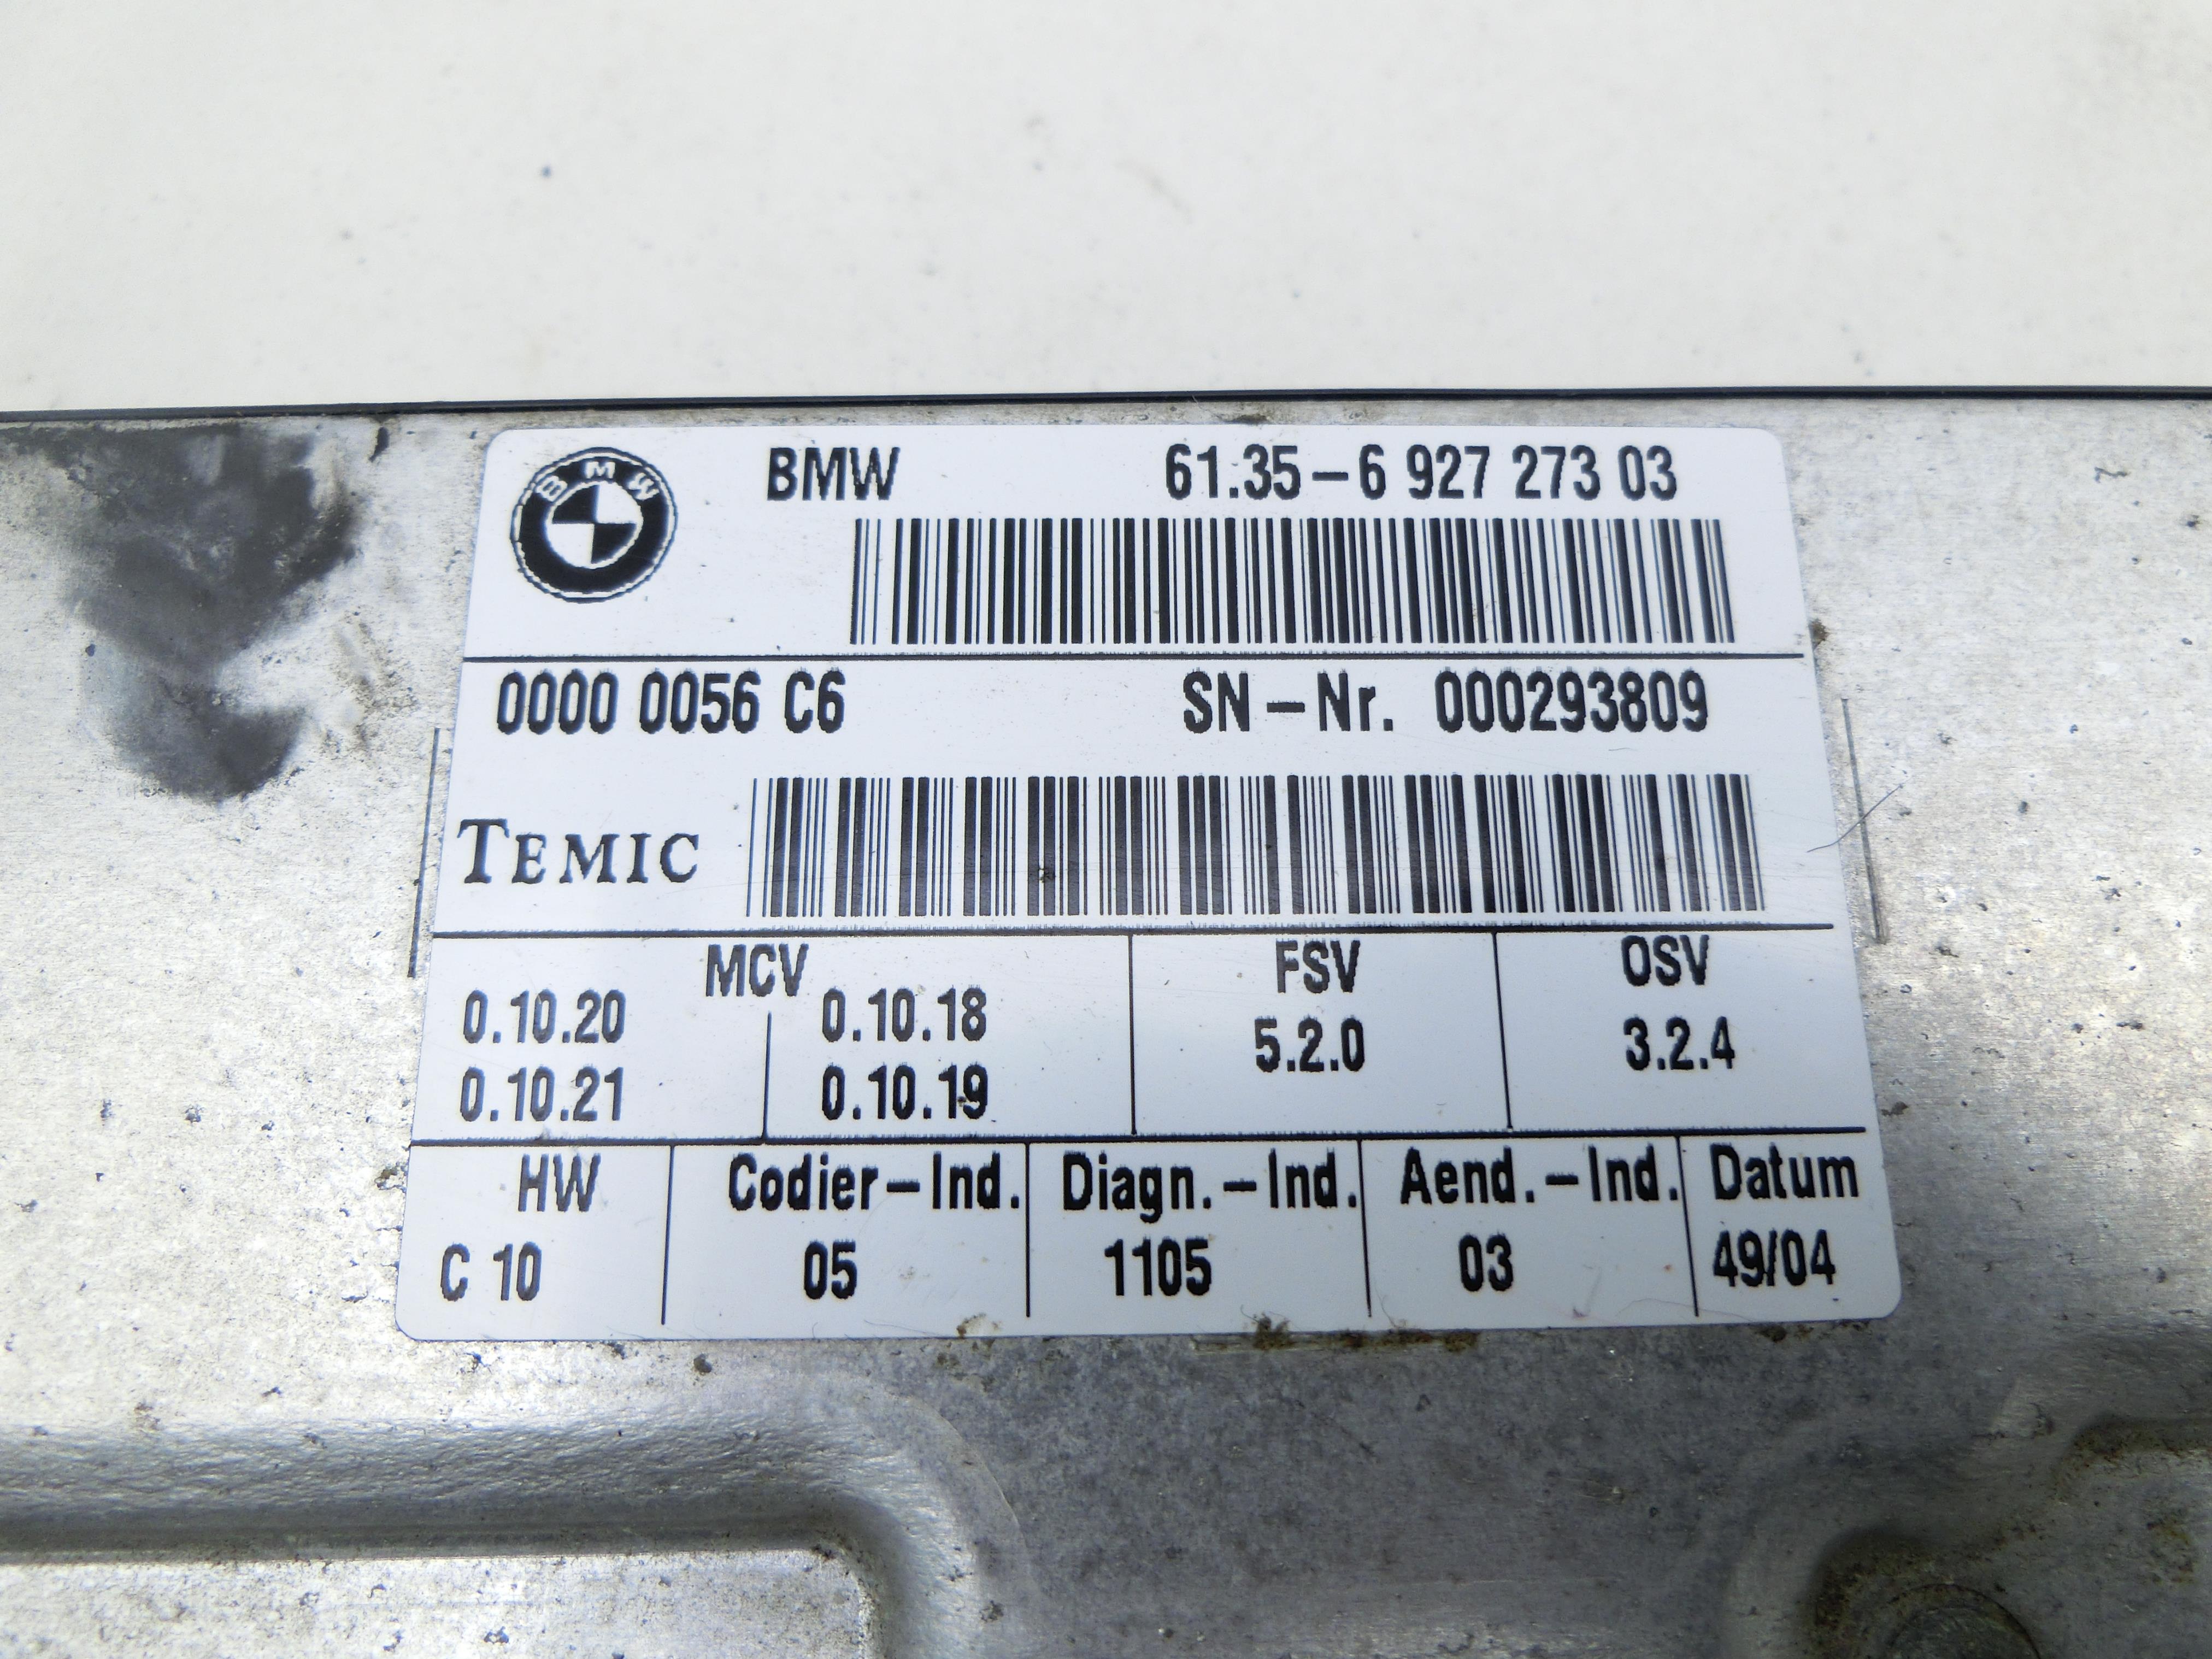 BMW
BMW 61.35-6 927 273 03
0000 0056 C6 SN-Nr. 000293809
TEMIC
MCV FSV OSV
0.10.20 0.10.18 5.2.0 3.2.4
0.10.21 0.10.19
HW Codier-Ind. Diagn.-Ind. Aend.-Ind. Datum
C 10 05 1105 03 49/04